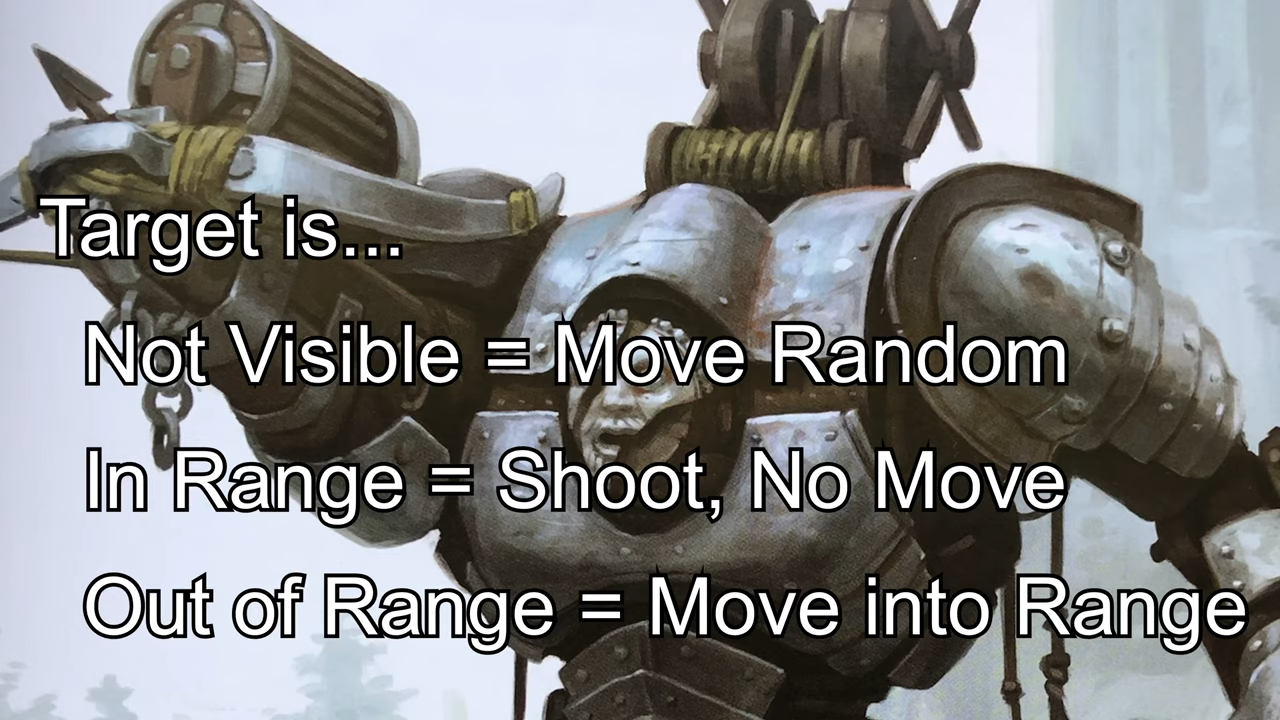 Target is...
Not Visible = Move Random
In Range = Shoot, No Move
Out of Range = Move into Range